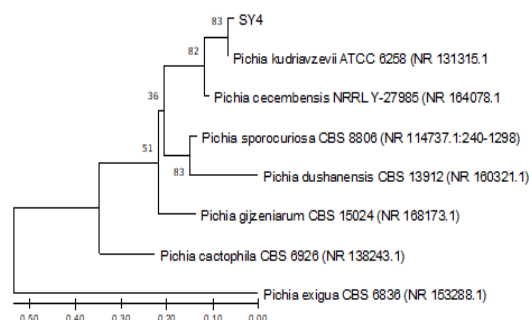 83 SY4
82 Pichia kudriavzevii ATCC 6258 (NR 131315.1
Pichia cecembensis NRRL Y-27985 (NR 164078.1
36
Pichia sporocuriosa CBS 8806 (NR 114737.1:240-1298)
51
83 Pichia dushanensis CBS 13912 (NR 160321.1)
Pichia gijzeniarum CBS 15024 (NR 168173.1)
Pichia cactophila CBS 6926 (NR 138243.1)
Pichia exigua CBS 6836 (NR 153288.1)
0.50 0.40 0.30 0.20 0.10 0.00